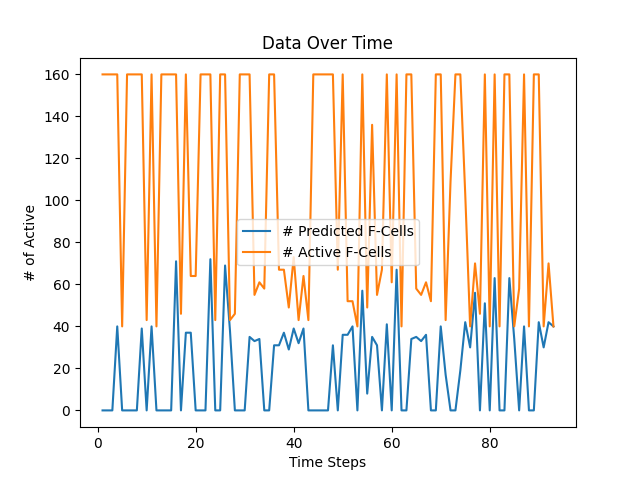 Data Over Time
# of Active
160
140
120
100
80
60
40
20
0
# Predicted F-Cells
# Active F-Cells
0
20
40
60
80
Time Steps